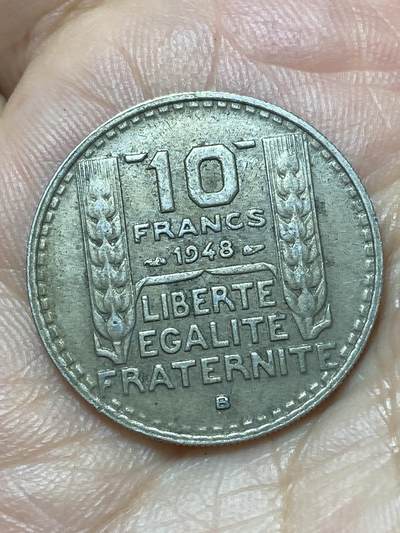 10
FRANCS
1948
LIBERTE
EGALITE
FRATERNITE
B